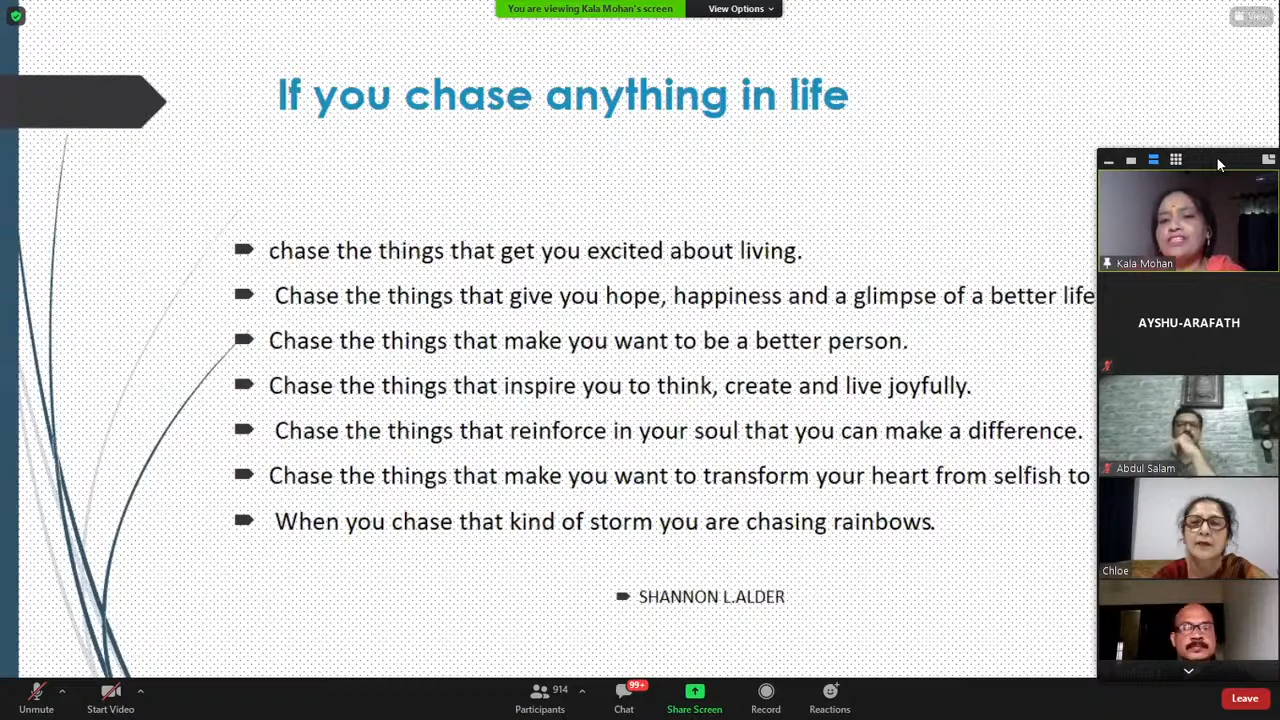 You are viewing Kala Mohan's screen
View Options
View
If you chase anything in life
chase the things that get you excited about living.
Chase the things that give you hope, happiness and a glimpse of a better life
Chase the things that make you want to be a better person.
Chase the things that inspire you to think, create and live joyfully.
Chase the things that reinforce in your soul that you can make a difference.
Chase the things that make you want to transform your heart from selfish to
When you chase that kind of storm you are chasing rainbows.
SHANNON L.ALDER
Kala Mohan
AYSHU-ARAFATH
Abdul Salam
Chloe
Unmute
Start Video
914
Participants
99+
Chat
Share Screen
Record
Reactions
Leave